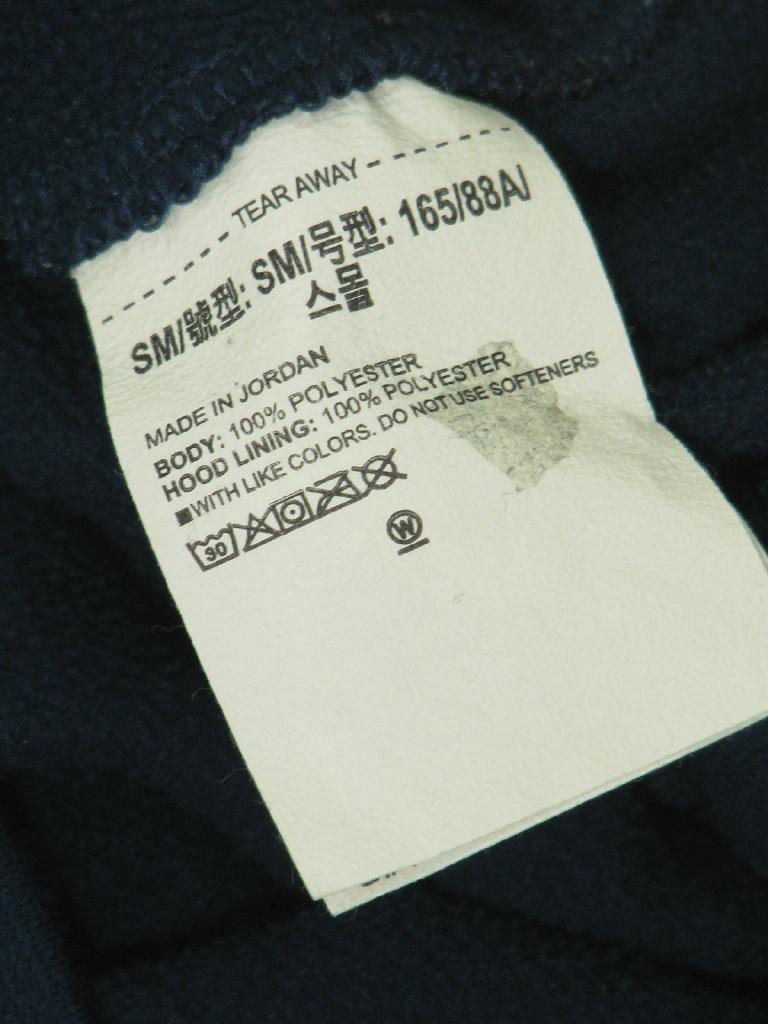 TEAR AWAY
SM/號型: SM/号型: 165/88A/
스몰
MADE IN JORDAN
BODY: 100% POLYESTER
HOOD LINING: 100% POLYESTER
■WITH LIKE COLORS. DO NOT USE SOFTENERS
30
W